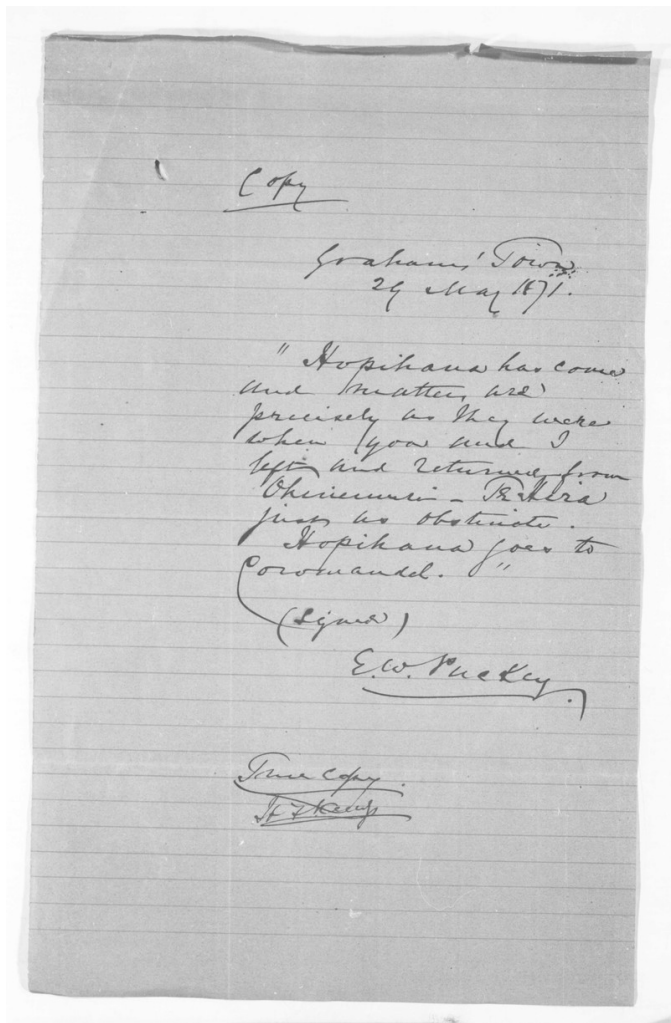 Copy
Grahams' Town
29 May 1871.
" Hopihana has come
and matters are
precisely as they were
when you and I
left and returned from
Ohinemuri - Te Hira
just as obstinate.
Hopihana goes to
Coromandel. "
(Signed)
E. W. Puckey.
True copy.